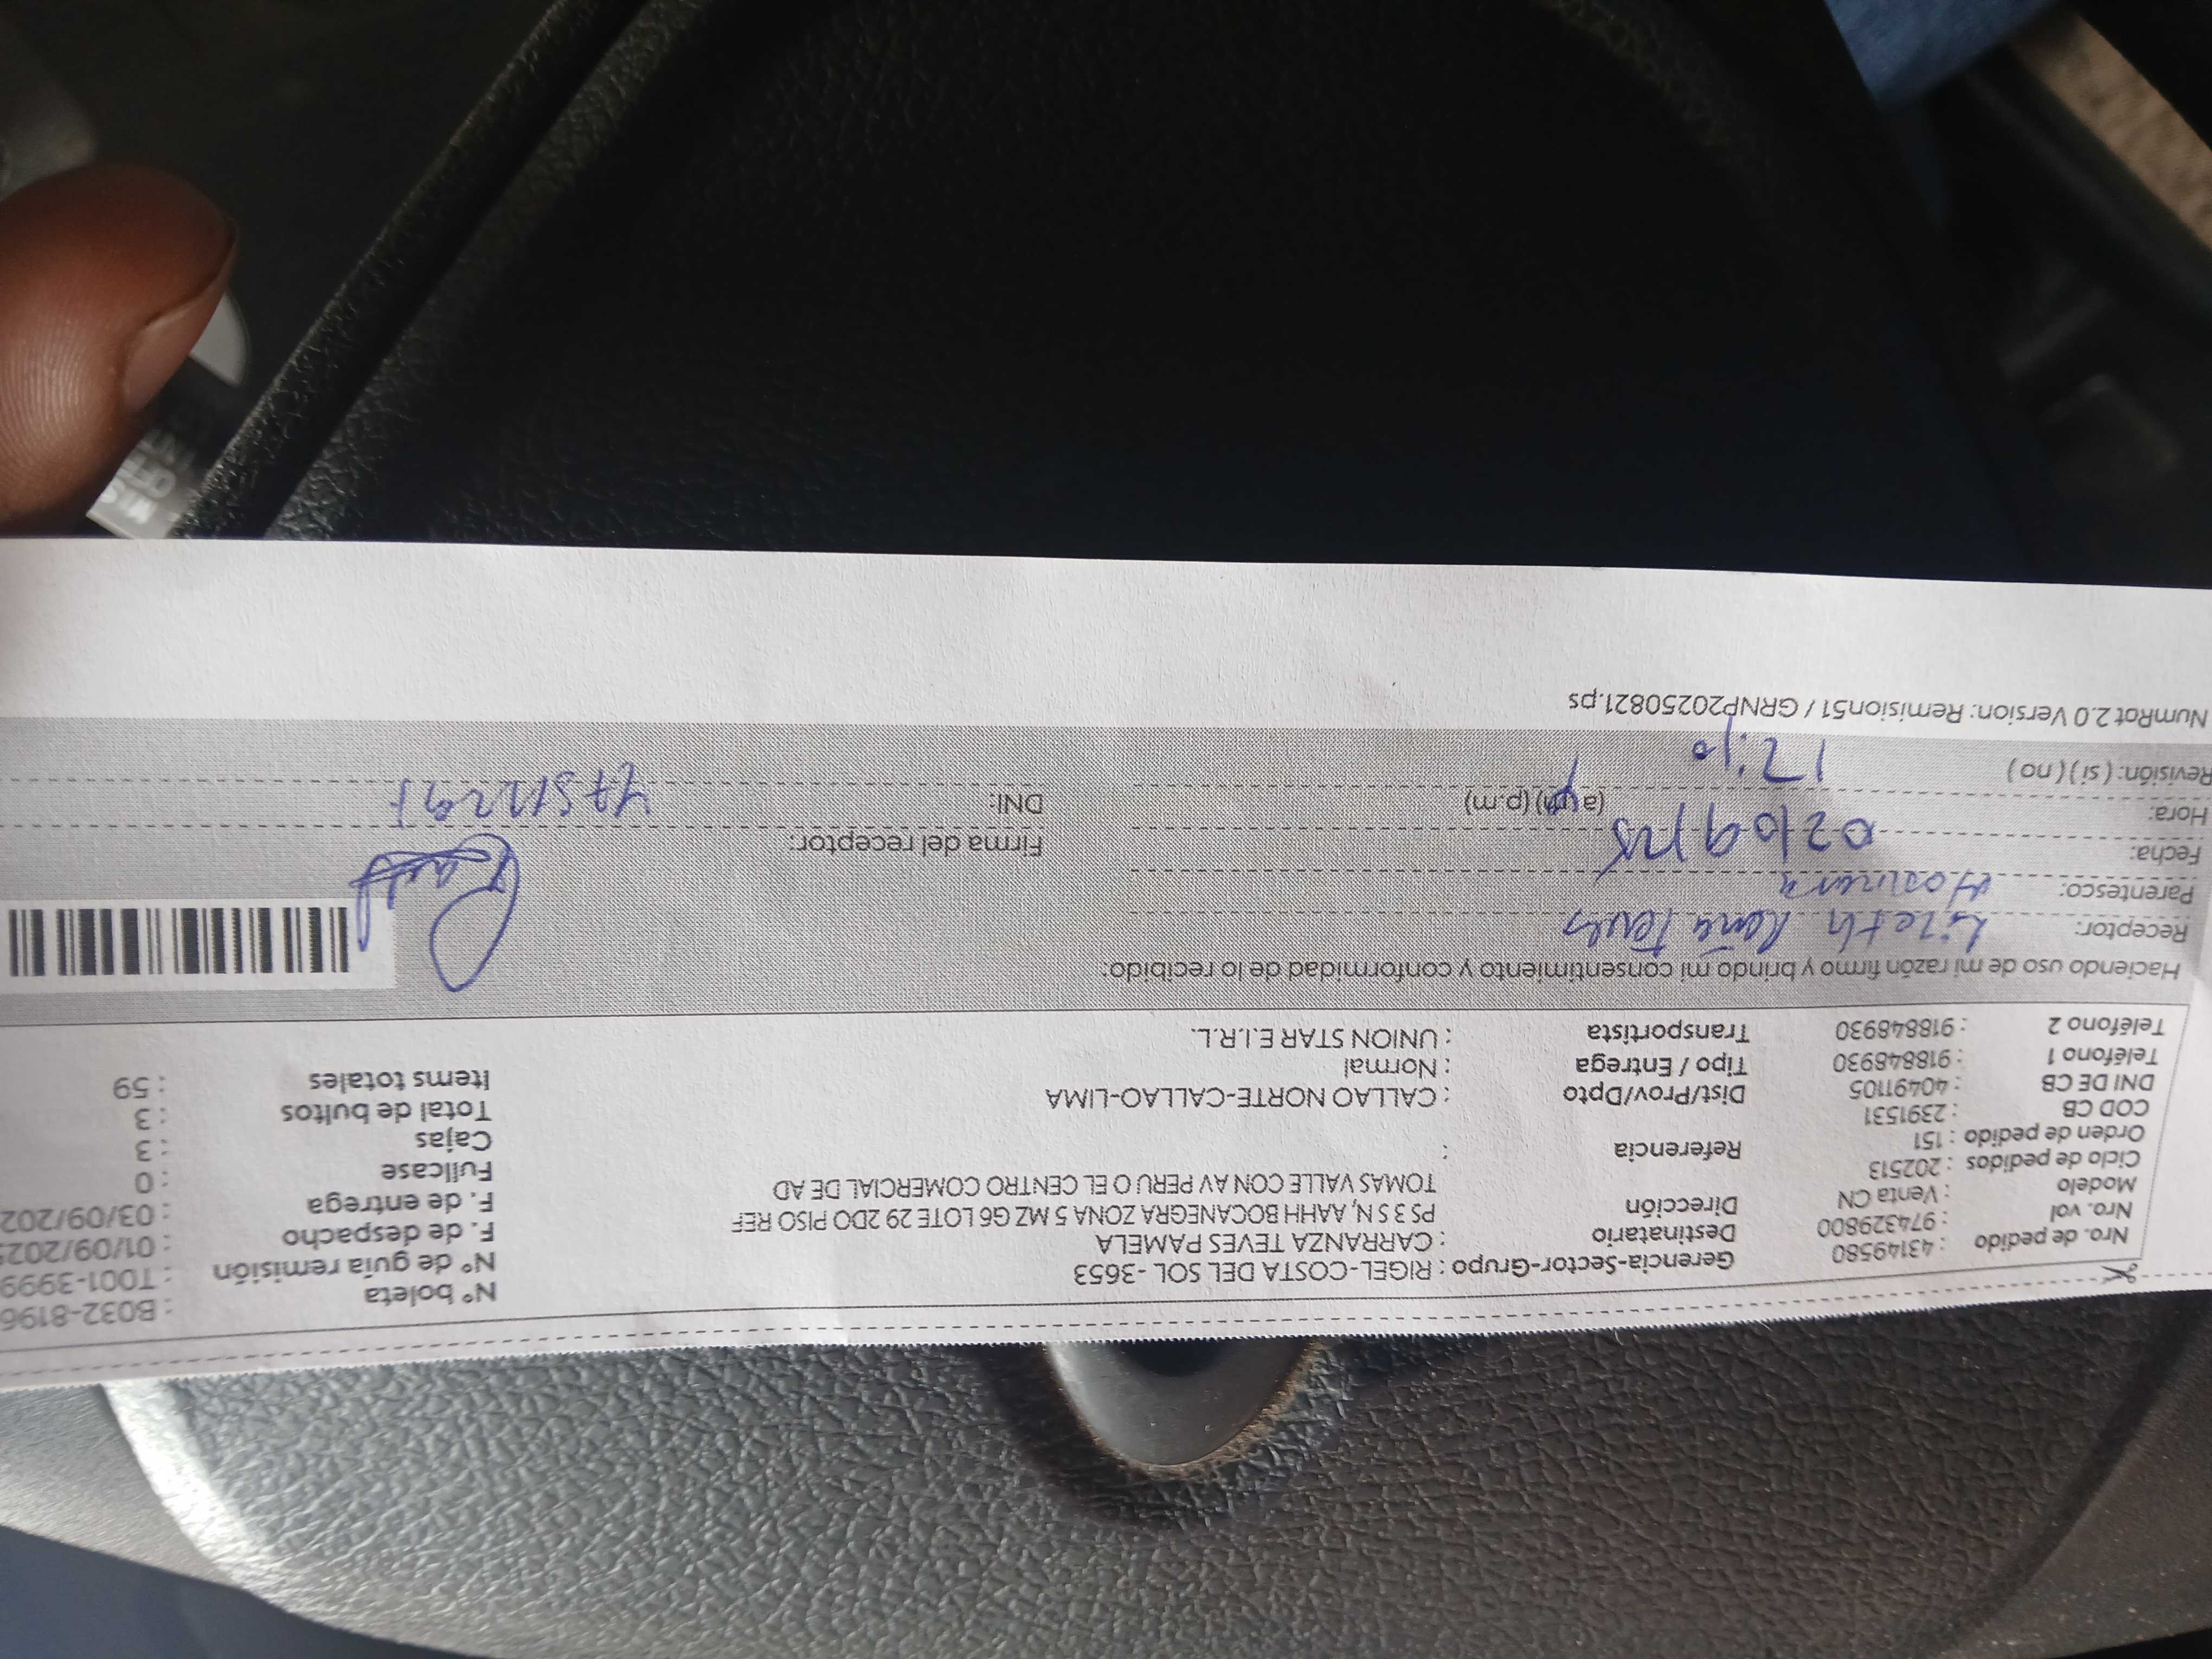 Nro. de pedido : 43149580
Nro. vol : 974329800
Modelo : Venta CN
Ciclo de pedidos : 202513
Orden de pedido : 151
COD CB : 2391531
DNI DE CB : 40491105
Teléfono 1 : 918848930
Teléfono 2 : 918848930
Gerencia-Sector-Grupo : RIGEL-COSTA DEL SOL - 3653
Destinatario : CARRANZA TEVES PAMELA
Dirección PS 3 S N, AAHH BOCANEGRA ZONA 5 MZ G6 LOTE 29 2DO PISO REF
TOMAS VALLE CON AV PERU O EL CENTRO COMERCIAL DE AD
Referencia :
Dist/Prov/Dpto : CALLAO NORTE-CALLAO-LIMA
Tipo / Entrega : Normal
Transportista : UNION STAR E.I.R.L.
N° boleta : B032-8196
N° de guía remisión : T001-3999
F. de despacho : 01/09/202
F. de entrega : 03/09/202
Fullcase : 0
Cajas : 3
Total de bultos : 3
Items totales : 59
Haciendo uso de mi razón firmo y brindo mi consentimiento y conformidad de lo recibido:
Receptor: Lizeth Teves
Parentesco:
Fecha: 02/09/25
Hora: (a.m) (p.m)
Revisión: ( si ) ( no ) 12:10
Firma del receptor:
DNI:
NumRot 2.0 Version: Remision51 / GRNP20250821.ps